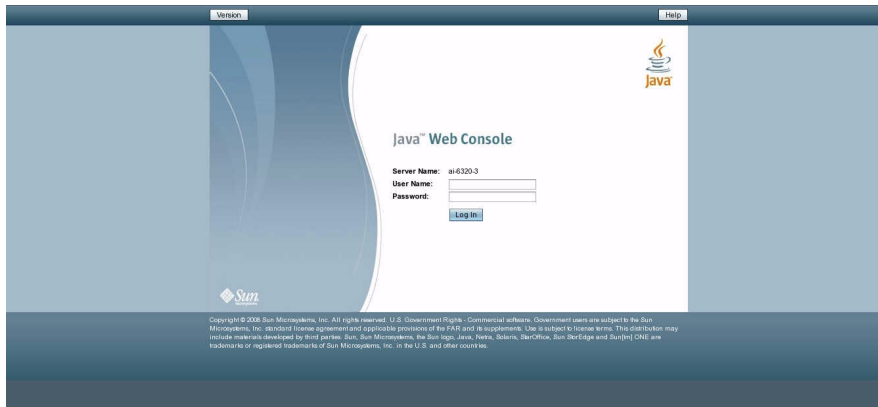 Version
Help
Java
Java™ Web Console
Server Name: ai-6320-3
User Name:
Password:
Log In
Sun
microsystems
Copyright © 2008 Sun Microsystems, Inc. All rights reserved. U.S. Government Rights - Commercial software. Government users are subject to the Sun
Microsystems, Inc. standard license agreement and applicable provisions of the FAR and its supplements. Use is subject to license terms. This distribution may
include materials developed by third parties. Sun, Sun Microsystems, the Sun logo, Java, Netra, Solaris, StarOffice, Sun StorEdge and Sun[tm] ONE are
trademarks or registered trademarks of Sun Microsystems, Inc. in the U.S. and other countries.